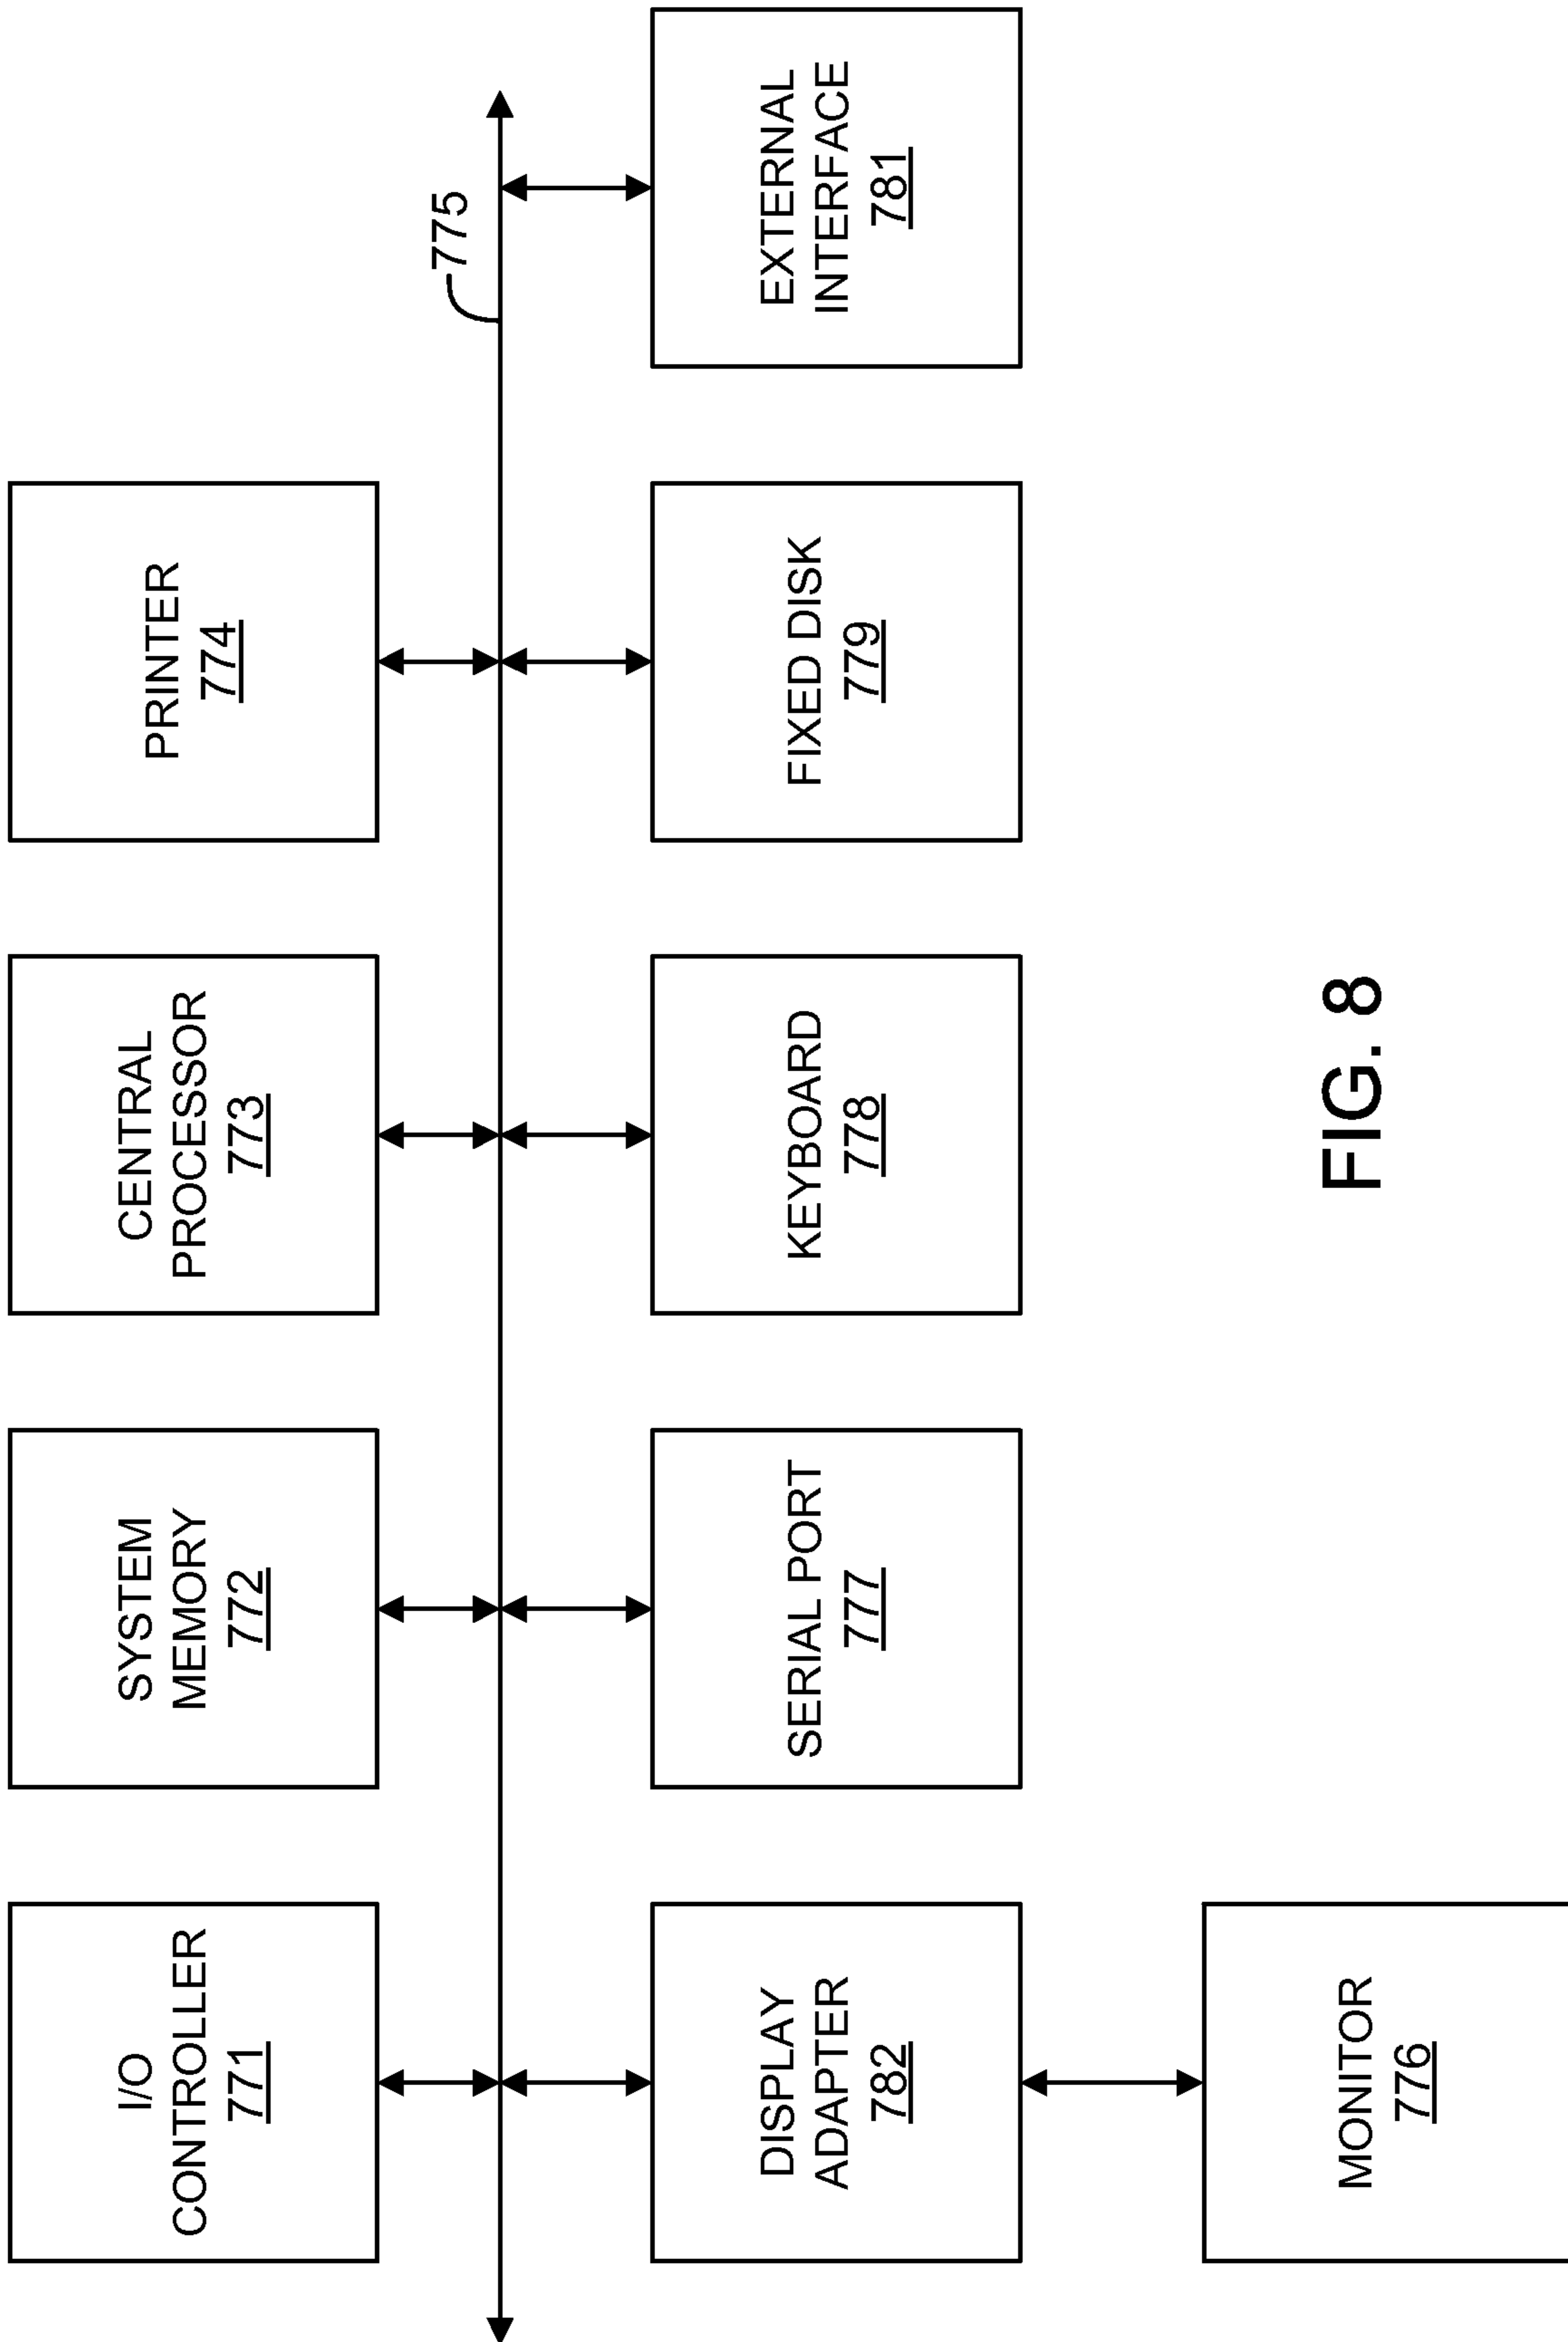 I/O
CONTROLLER
771
SYSTEM
MEMORY
772
CENTRAL
PROCESSOR
773
PRINTER
774
775
DISPLAY
ADAPTER
782
SERIAL PORT
777
KEYBOARD
778
FIXED DISK
779
EXTERNAL
INTERFACE
781
MONITOR
776
FIG. 8